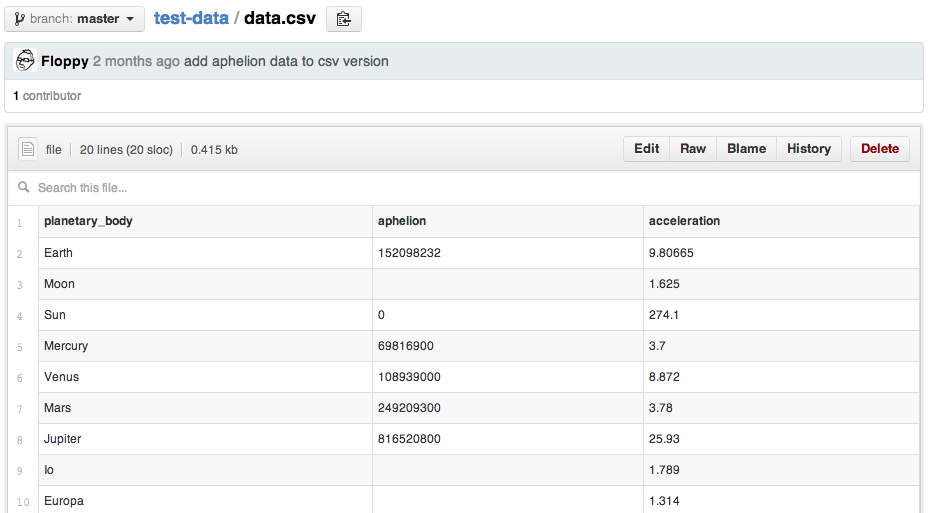 branch: master test-data / data.csv
Floppy 2 months ago add aphelion data to csv version
1 contributor
file 20 lines (20 sloc) 0.415 kb Edit Raw Blame History Delete
Search this file...
1 planetary_body aphelion acceleration
2 Earth 152098232 9.80665
3 Moon 1.625
4 Sun 0 274.1
5 Mercury 69816900 3.7
6 Venus 108939000 8.872
7 Mars 249209300 3.78
8 Jupiter 816520800 25.93
9 Io 1.789
10 Europa 1.314